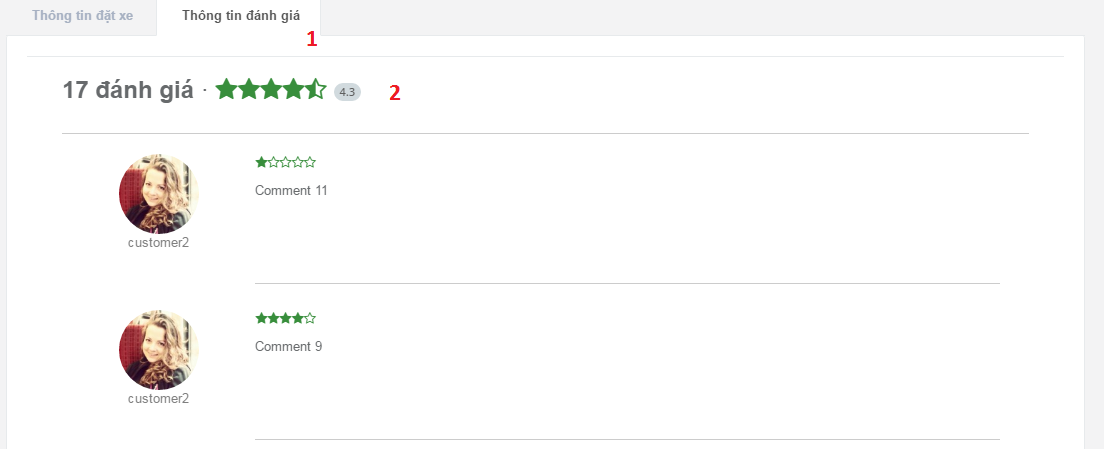 Thông tin đặt xe
Thông tin đánh giá
1
17 đánh giá · 4.3
2
Comment 11
customer2
Comment 9
customer2